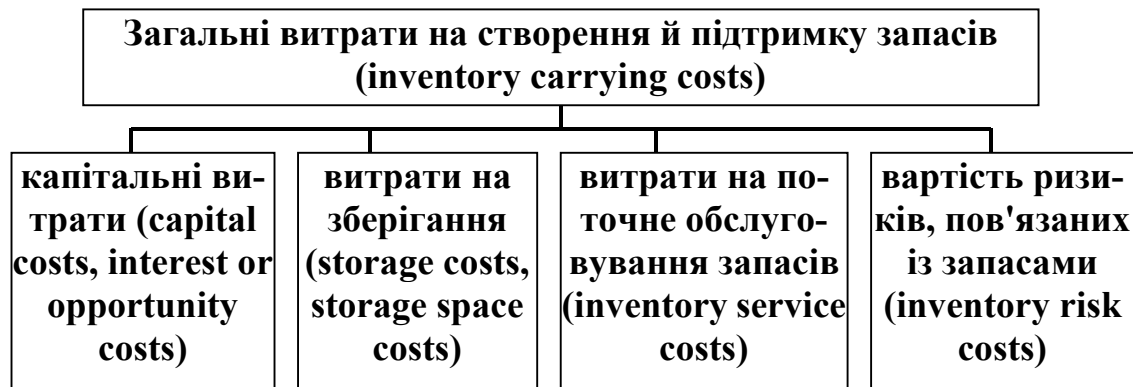 Загальні витрати на створення й підтримку запасів
(inventory carrying costs)
капітальні ви-
трати (capital
costs, interest or
opportunity
costs)
витрати на
зберігання
(storage costs,
storage space
costs)
витрати на по-
точне обслуго-
вування запасів
(inventory service
costs)
вартість ризи-
ків, пов'язаних
із запасами
(inventory risk
costs)